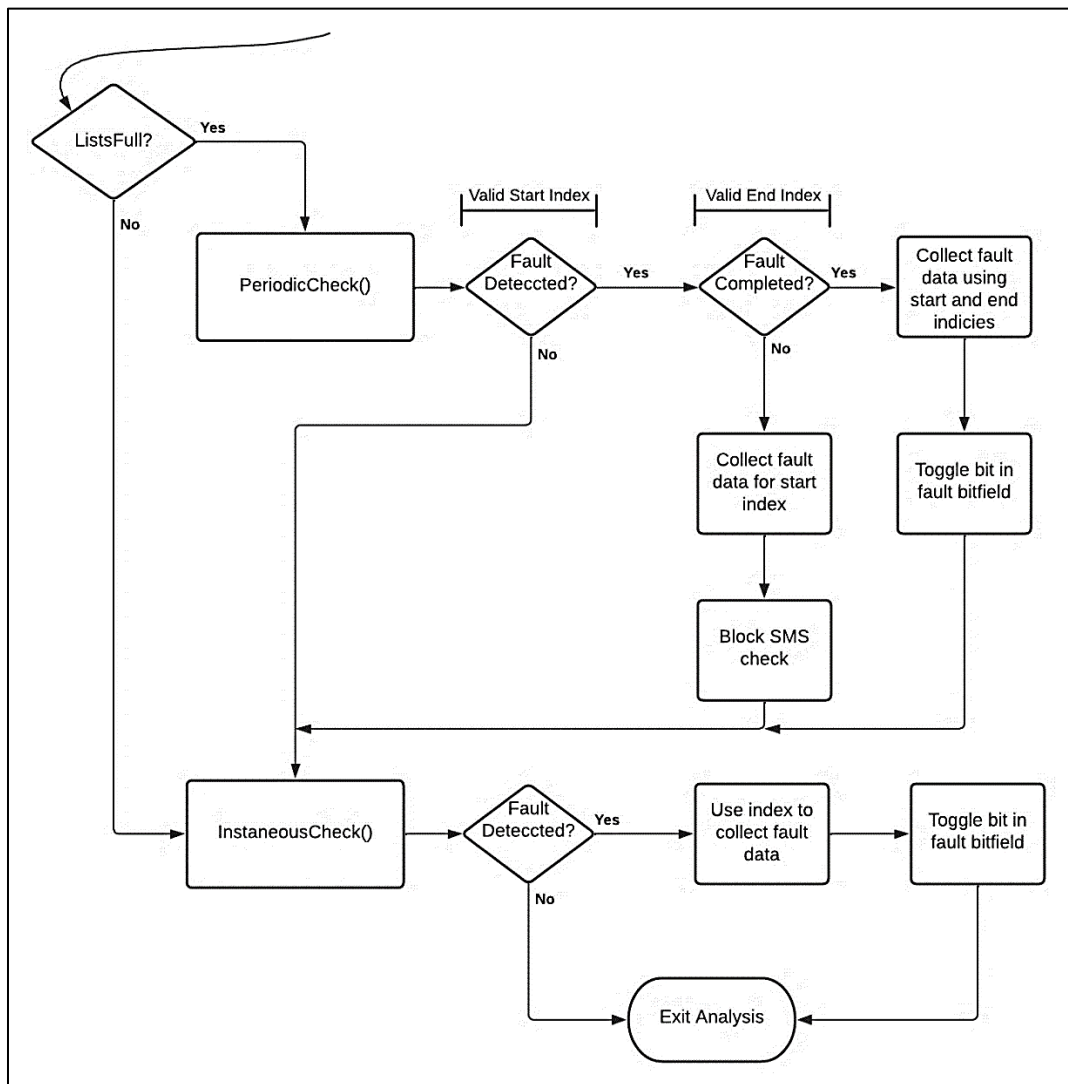 ListsFull?
Yes
No
PeriodicCheck()
Valid Start Index
Fault
Deteccted?
Yes
No
Valid End Index
Fault
Completed?
Yes
No
Collect fault
data using
start and end
indicies
Collect fault
data for start
index
Toggle bit in
fault bitfield
Block SMS
check
InstaneousCheck()
Fault
Deteccted?
Yes
No
Use index to
collect fault
data
Toggle bit in
fault bitfield
Exit Analysis